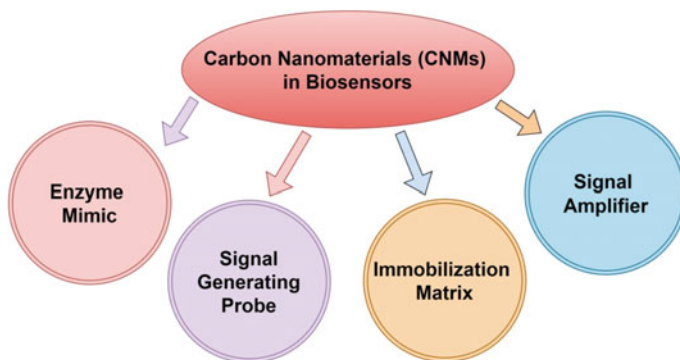 Carbon Nanomaterials (CNMs)
in Biosensors
Enzyme
Mimic
Signal
Generating
Probe
Immobilization
Matrix
Signal
Amplifier